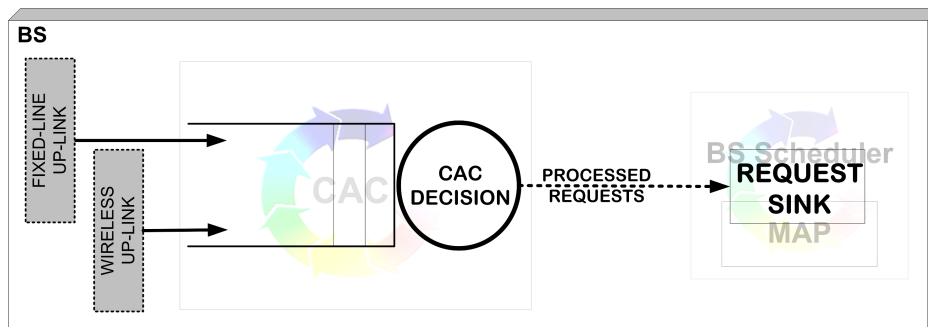 BS
FIXED-LINE
UP-LINK
WIRELESS
UP-LINK
CAC
CAC
DECISION
PROCESSED
REQUESTS
BS Scheduler
REQUEST
SINK
MAP